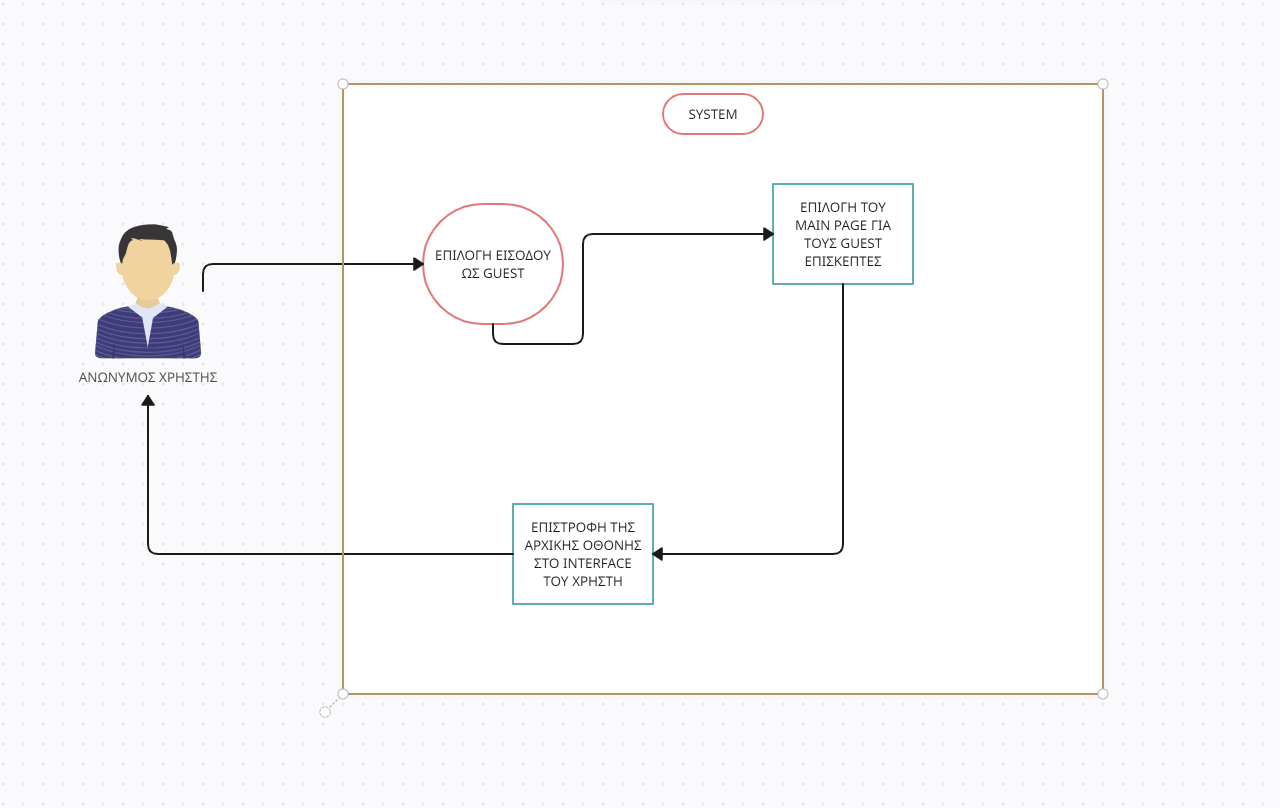 SYSTEM
ΕΠΙΛΟΓΗ ΤΟΥ
MAIN PAGE ΓΙΑ
ΤΟΥΣ GUEST
ΕΠΙΣΚΕΠΤΕΣ
ΕΠΙΛΟΓΗ ΕΙΣΟΔΟΥ
ΩΣ GUEST
ΑΝΩΝΥΜΟΣ ΧΡΗΣΤΗΣ
ΕΠΙΣΤΡΟΦΗ ΤΗΣ
ΑΡΧΙΚΗΣ ΟΘΟΝΗΣ
ΣΤΟ INTERFACE
ΤΟΥ ΧΡΗΣΤΗ